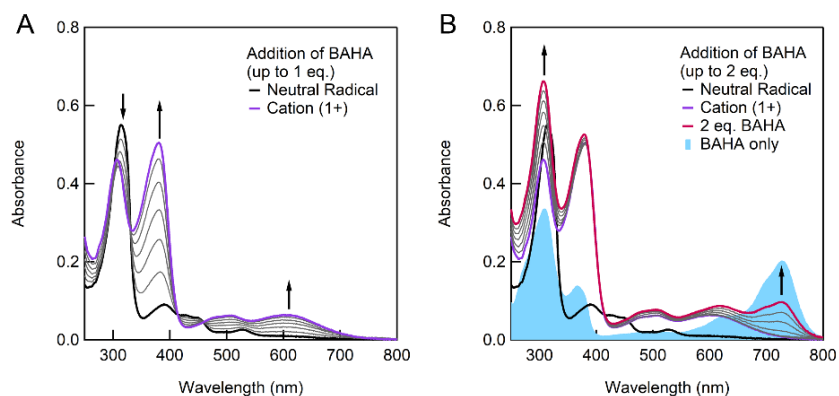 A
0.8
0.6
0.4
0.2
0.0
Absorbance
300 400 500 600 700 800
Wavelength (nm)
Addition of BAHA
(up to 1 eq.)
Neutral Radical
Cation (1+)
B
0.8
0.6
0.4
0.2
0.0
Absorbance
300 400 500 600 700 800
Wavelength (nm)
Addition of BAHA
(up to 2 eq.)
Neutral Radical
Cation (1+)
2 eq. BAHA
BAHA only